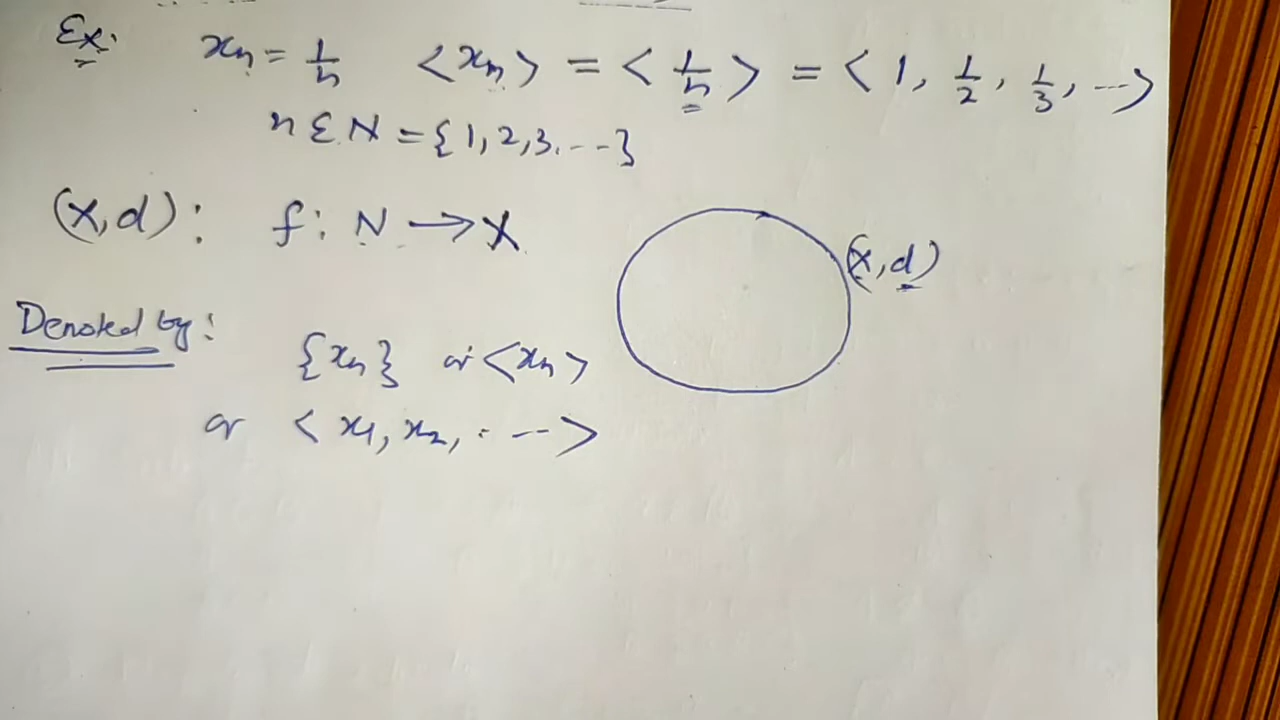 Ex: xn = 1/n <xn> = <1/n> = <1, 1/2, 1/3, ...>
n ∈ N = {1, 2, 3, ...}
(X, d): f: N → X
(X, d)
Denoted by:
{xn} or <xn>
or <x1, x2, ...>